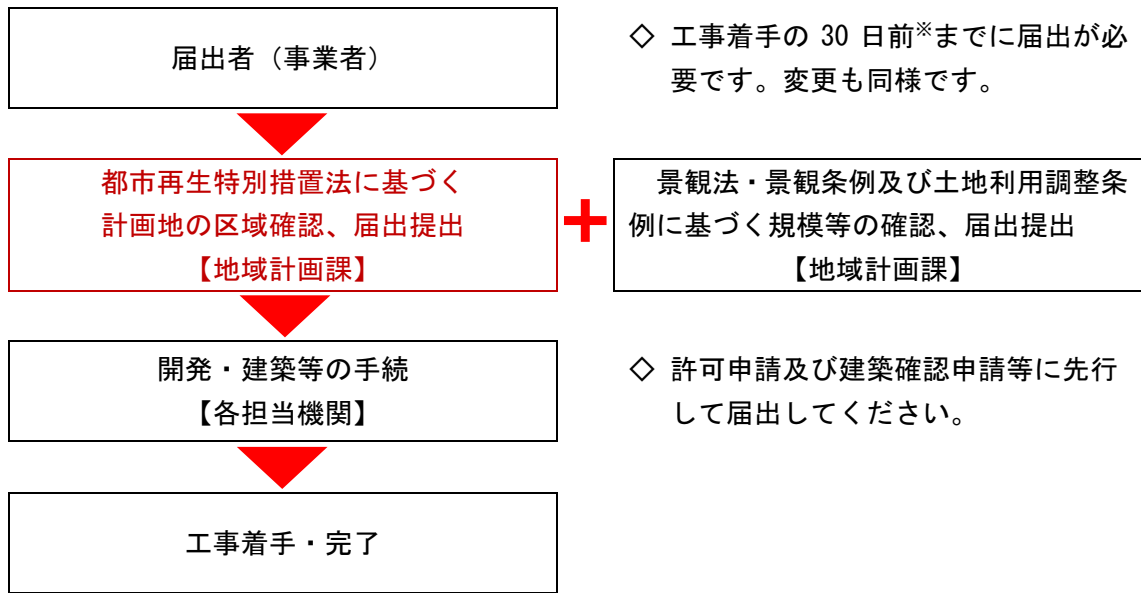 届出者（事業者）
◇ 工事着手の 30 日前※までに届出が必
要です。変更も同様です。
都市再生特別措置法に基づく
計画地の区域確認、届出提出
【地域計画課】
＋
景観法・景観条例及び土地利用調整条
例に基づく規模等の確認、届出提出
【地域計画課】
開発・建築等の手続
【各担当機関】
◇ 許可申請及び建築確認申請等に先行
して届出してください。
工事着手・完了